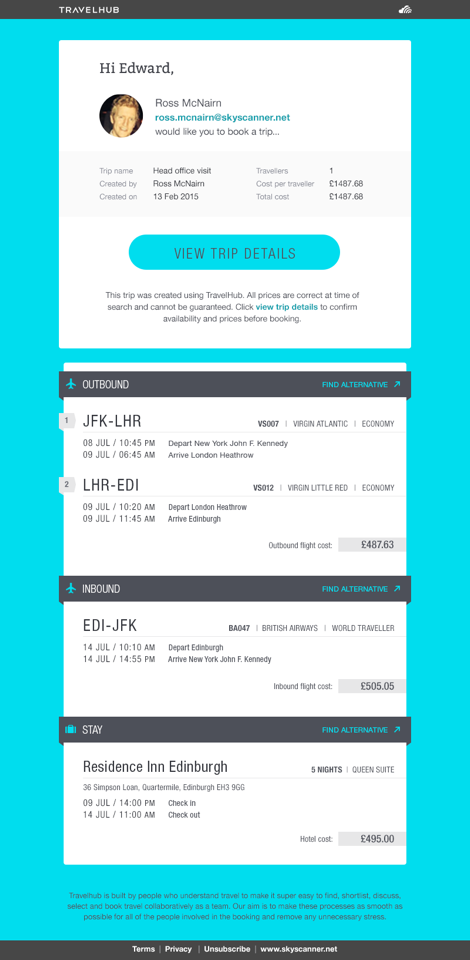 TRAVELHUB
Hi Edward,
Ross McNairn
ross.mcnairn@skyscanner.net
would like you to book a trip...
Trip name Head office visit Travellers 1
Created by Ross McNairn Cost per traveller £1487.68
Created on 13 Feb 2015 Total cost £1487.68
VIEW TRIP DETAILS
This trip was created using TravelHub. All prices are correct at time of
search and cannot be guaranteed. Click view trip details to confirm
availability and prices before booking.
OUTBOUND FIND ALTERNATIVE
1 JFK-LHR VS007 | VIRGIN ATLANTIC | ECONOMY
08 JUL / 10:45 PM Depart New York John F. Kennedy
09 JUL / 06:45 AM Arrive London Heathrow
2 LHR-EDI VS012 | VIRGIN LITTLE RED | ECONOMY
09 JUL / 10:20 AM Depart London Heathrow
09 JUL / 11:45 AM Arrive Edinburgh
Outbound flight cost: £487.63
INBOUND FIND ALTERNATIVE
EDI-JFK BA047 | BRITISH AIRWAYS | WORLD TRAVELLER
14 JUL / 10:10 AM Depart Edinburgh
14 JUL / 14:55 PM Arrive New York John F. Kennedy
Inbound flight cost: £505.05
STAY FIND ALTERNATIVE
Residence Inn Edinburgh 5 NIGHTS | QUEEN SUITE
36 Simpson Loan, Quartermile, Edinburgh EH3 9GG
09 JUL / 14:00 PM Check in
14 JUL / 11:00 AM Check out
Hotel cost: £495.00
Travelhub is built by people who understand travel to make it super easy to find, shortlist, discuss,
select and book travel collaboratively as a team. Our aim is to make these processes as smooth as
possible for all of the people involved in the booking and remove any unnecessary stress.
Terms | Privacy | Unsubscribe | www.skyscanner.net